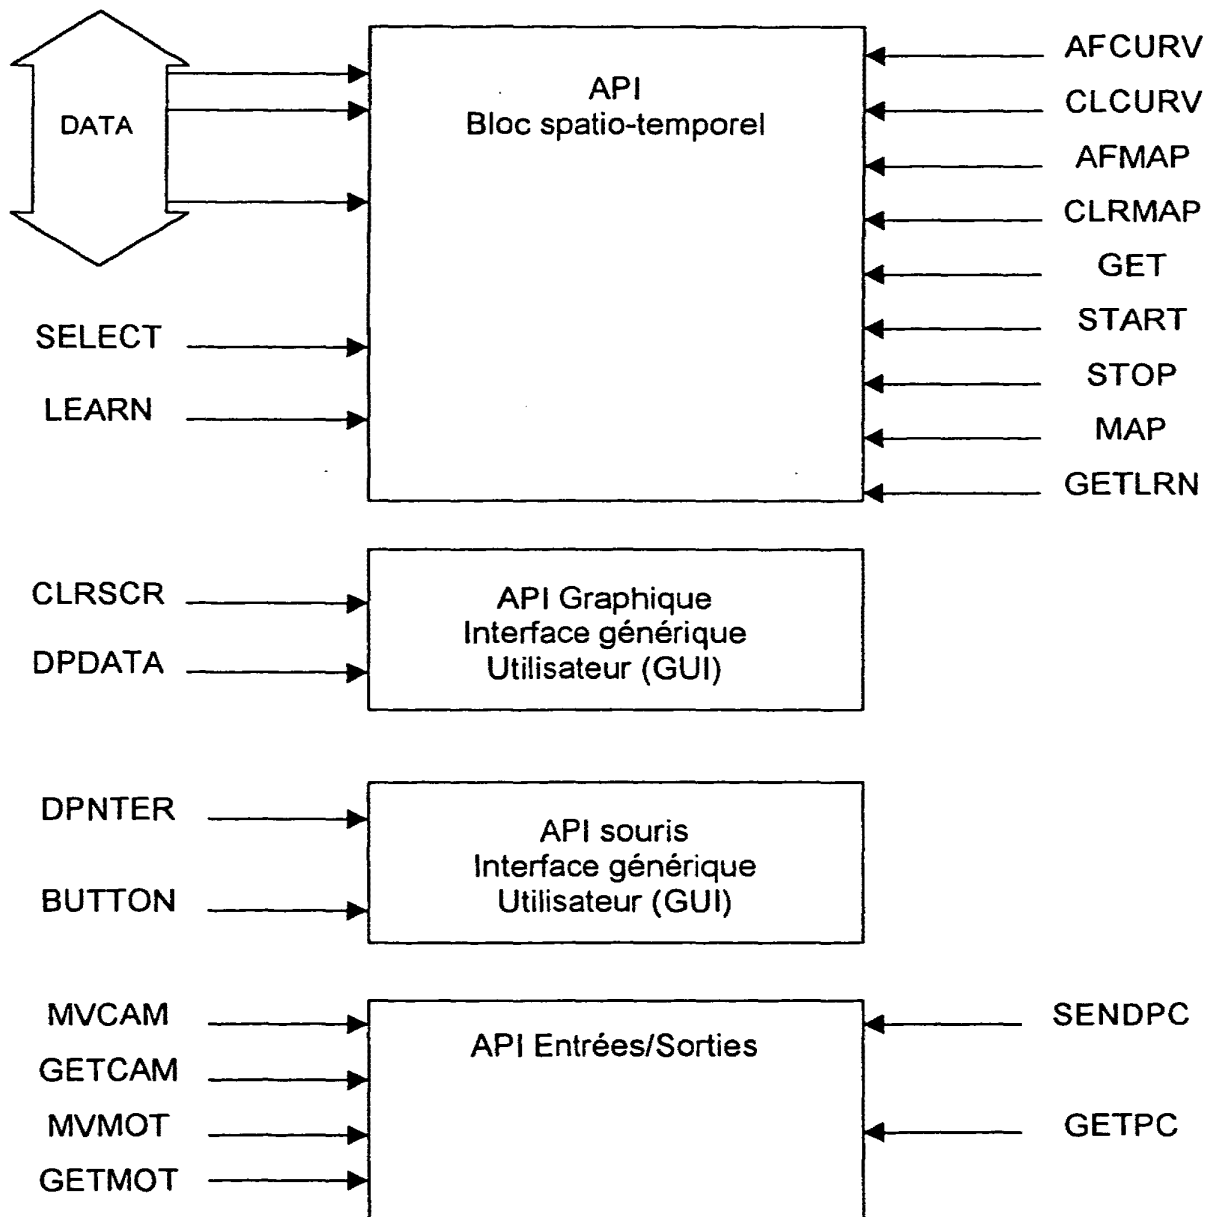 DATA
SELECT
LEARN
API
Bloc spatio-temporel
AFCURV
CLCURV
AFMAP
CLRMAP
GET
START
STOP
MAP
GETLRN
CLRSCR
DPDATA
API Graphique
Interface générique
Utilisateur (GUI)
DPNTER
BUTTON
API souris
Interface générique
Utilisateur (GUI)
MVCAM
GETCAM
MVMOT
GETMOT
API Entrées/Sorties
SENDPC
GETPC